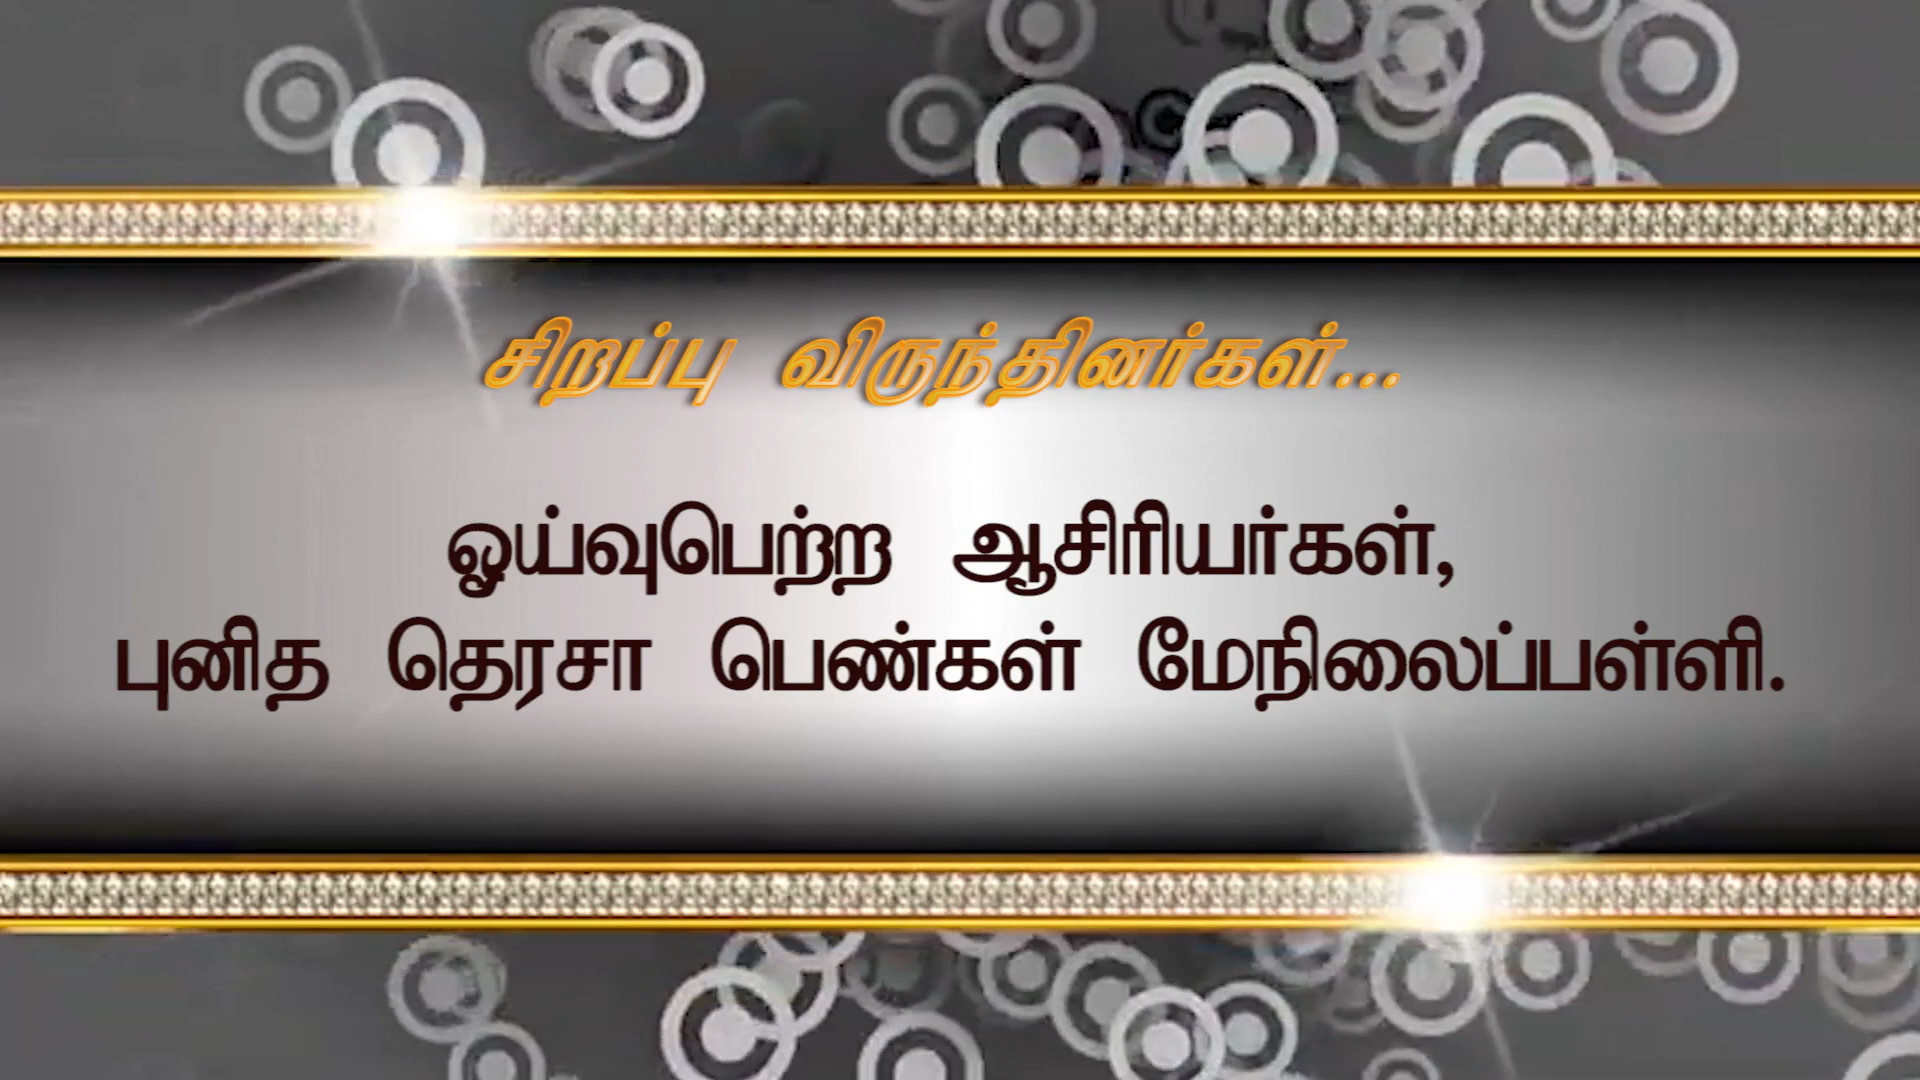 சிறப்பு விருந்தினர்கள்...
ஓய்வுபெற்ற ஆசிரியர்கள்,
புனித தெரசா பெண்கள் மேநிலைப்பள்ளி.